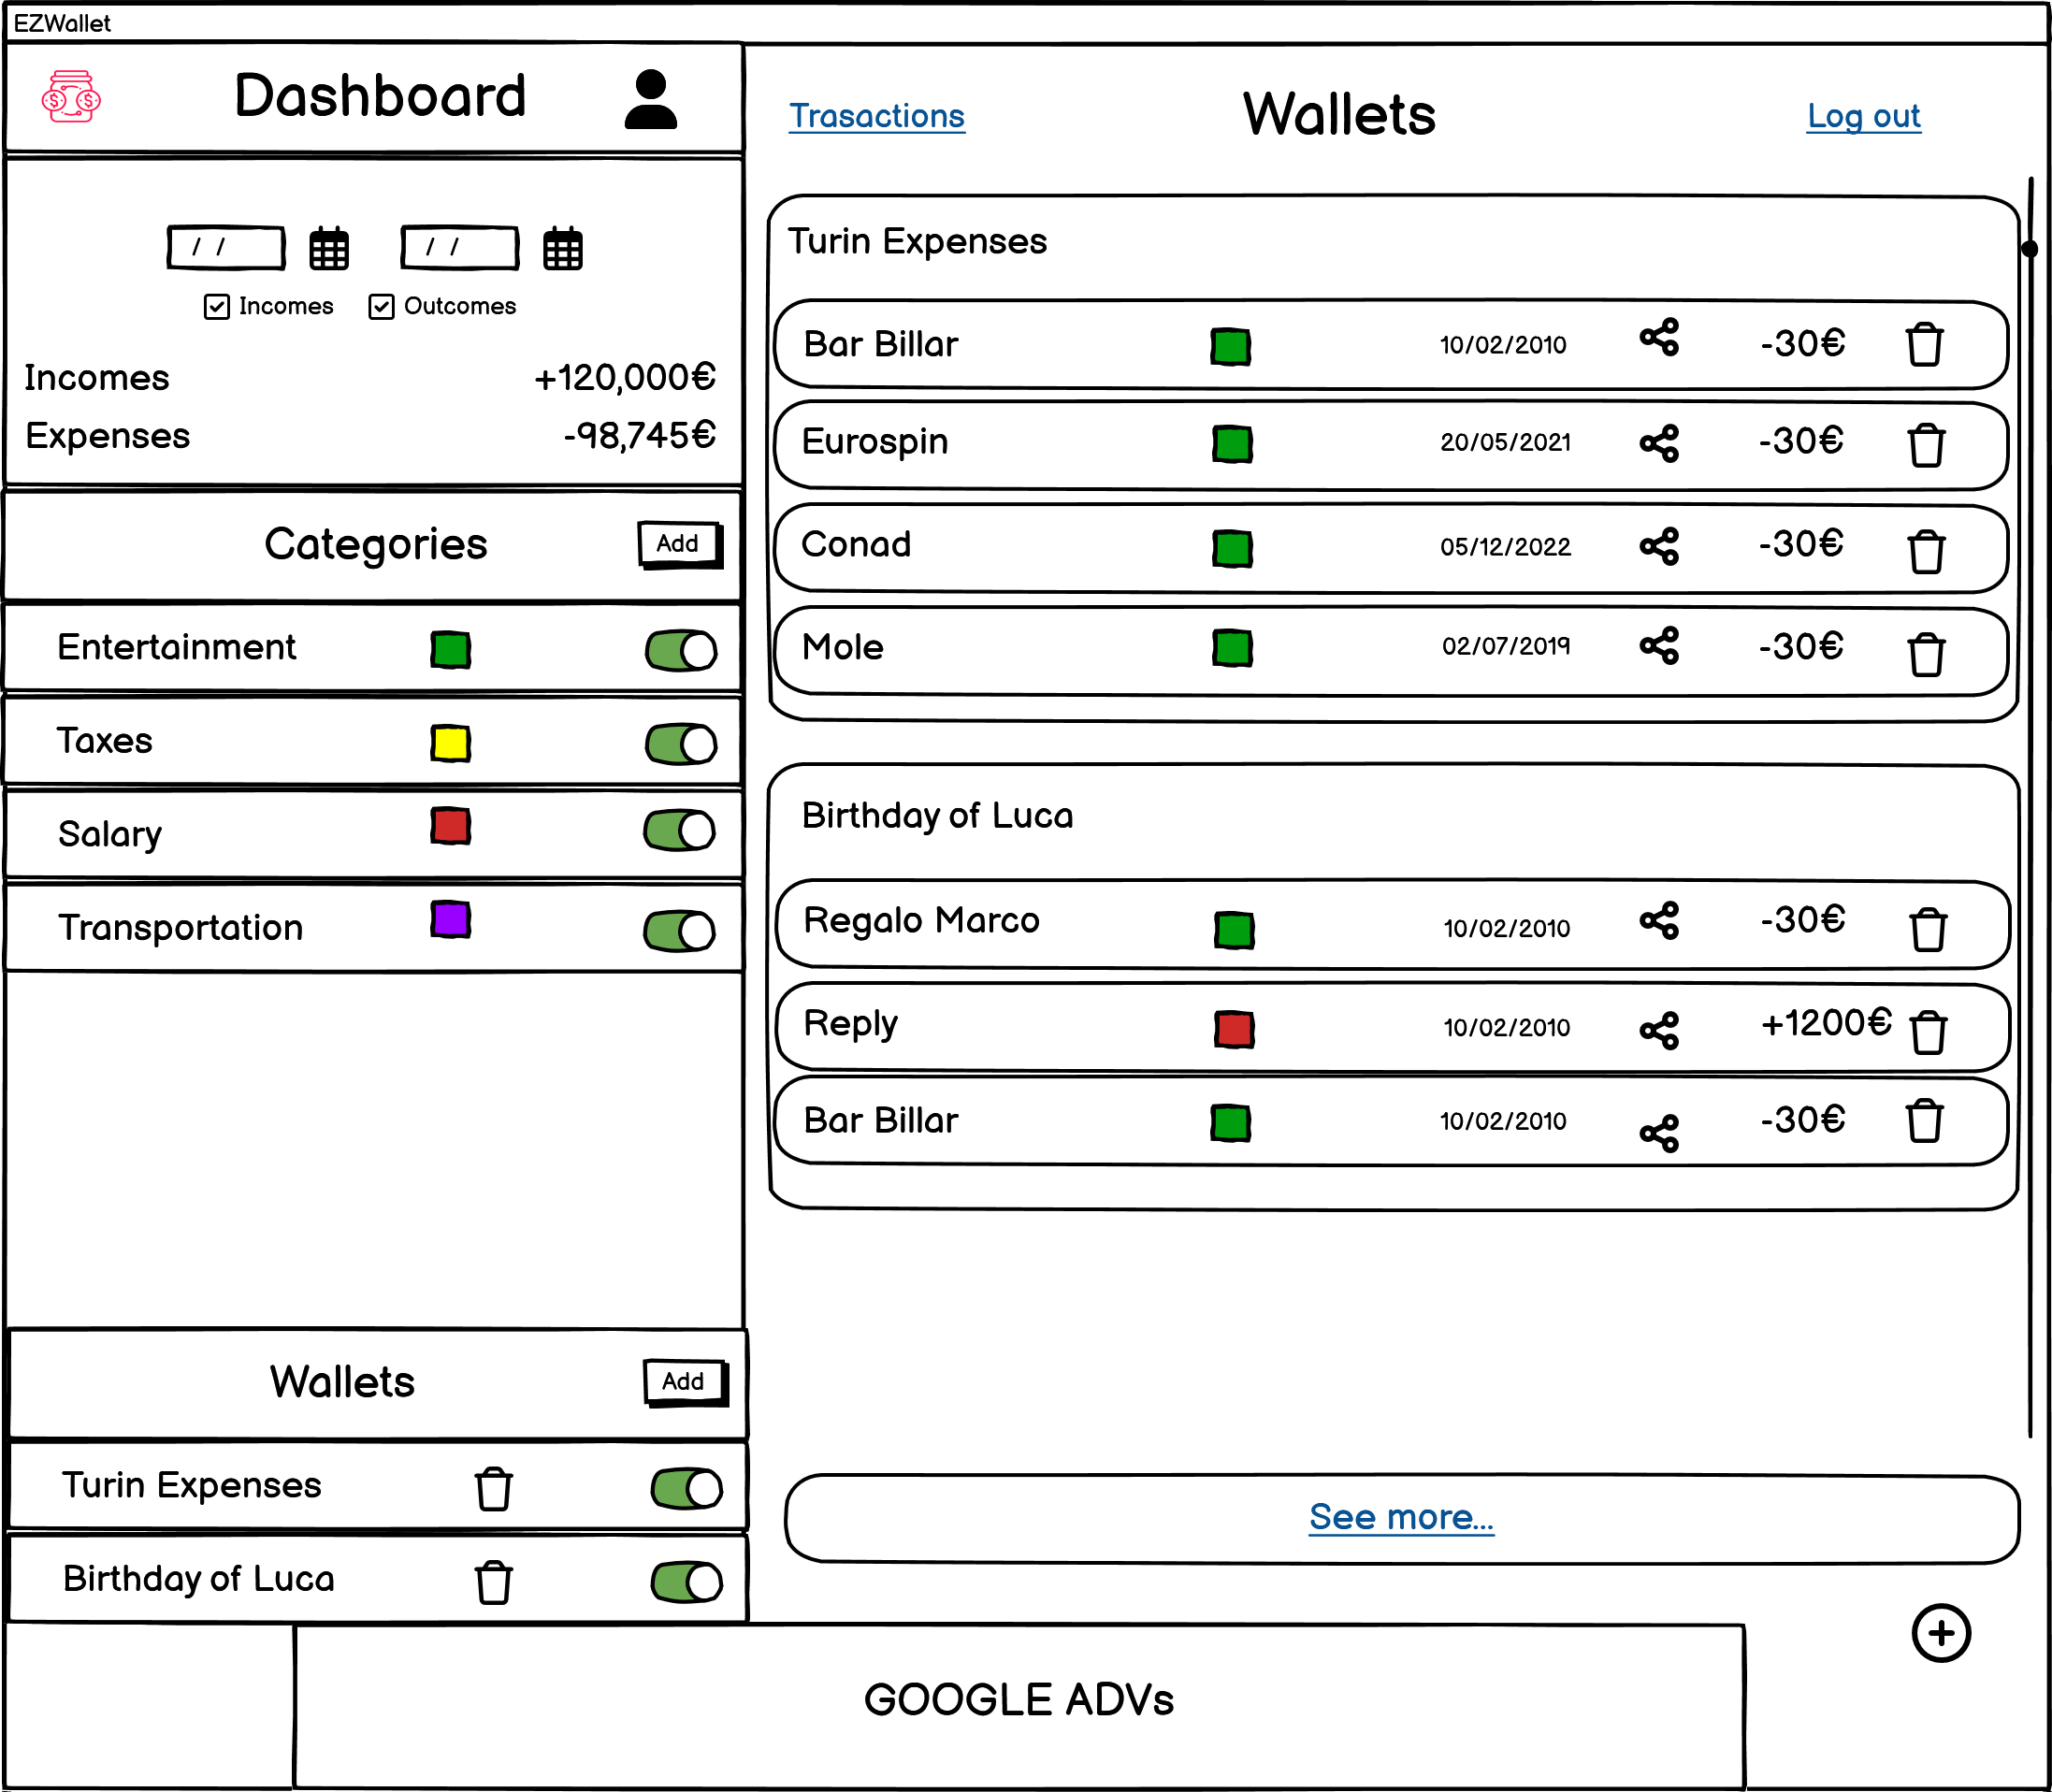 EZWallet
Dashboard
/ /
/ /
Incomes
Outcomes
Incomes +120,000€
Expenses -98,745€
Categories Add
Entertainment
Taxes
Salary
Transportation
Wallets Add
Turin Expenses
Birthday of Luca
Trasactions Wallets Log out
Turin Expenses
Bar Billar 10/02/2010 -30€
Eurospin 20/05/2021 -30€
Conad 05/12/2022 -30€
Mole 02/07/2019 -30€
Birthday of Luca
Regalo Marco 10/02/2010 -30€
Reply 10/02/2010 +1200€
Bar Billar 10/02/2010 -30€
See more...
GOOGLE ADVs